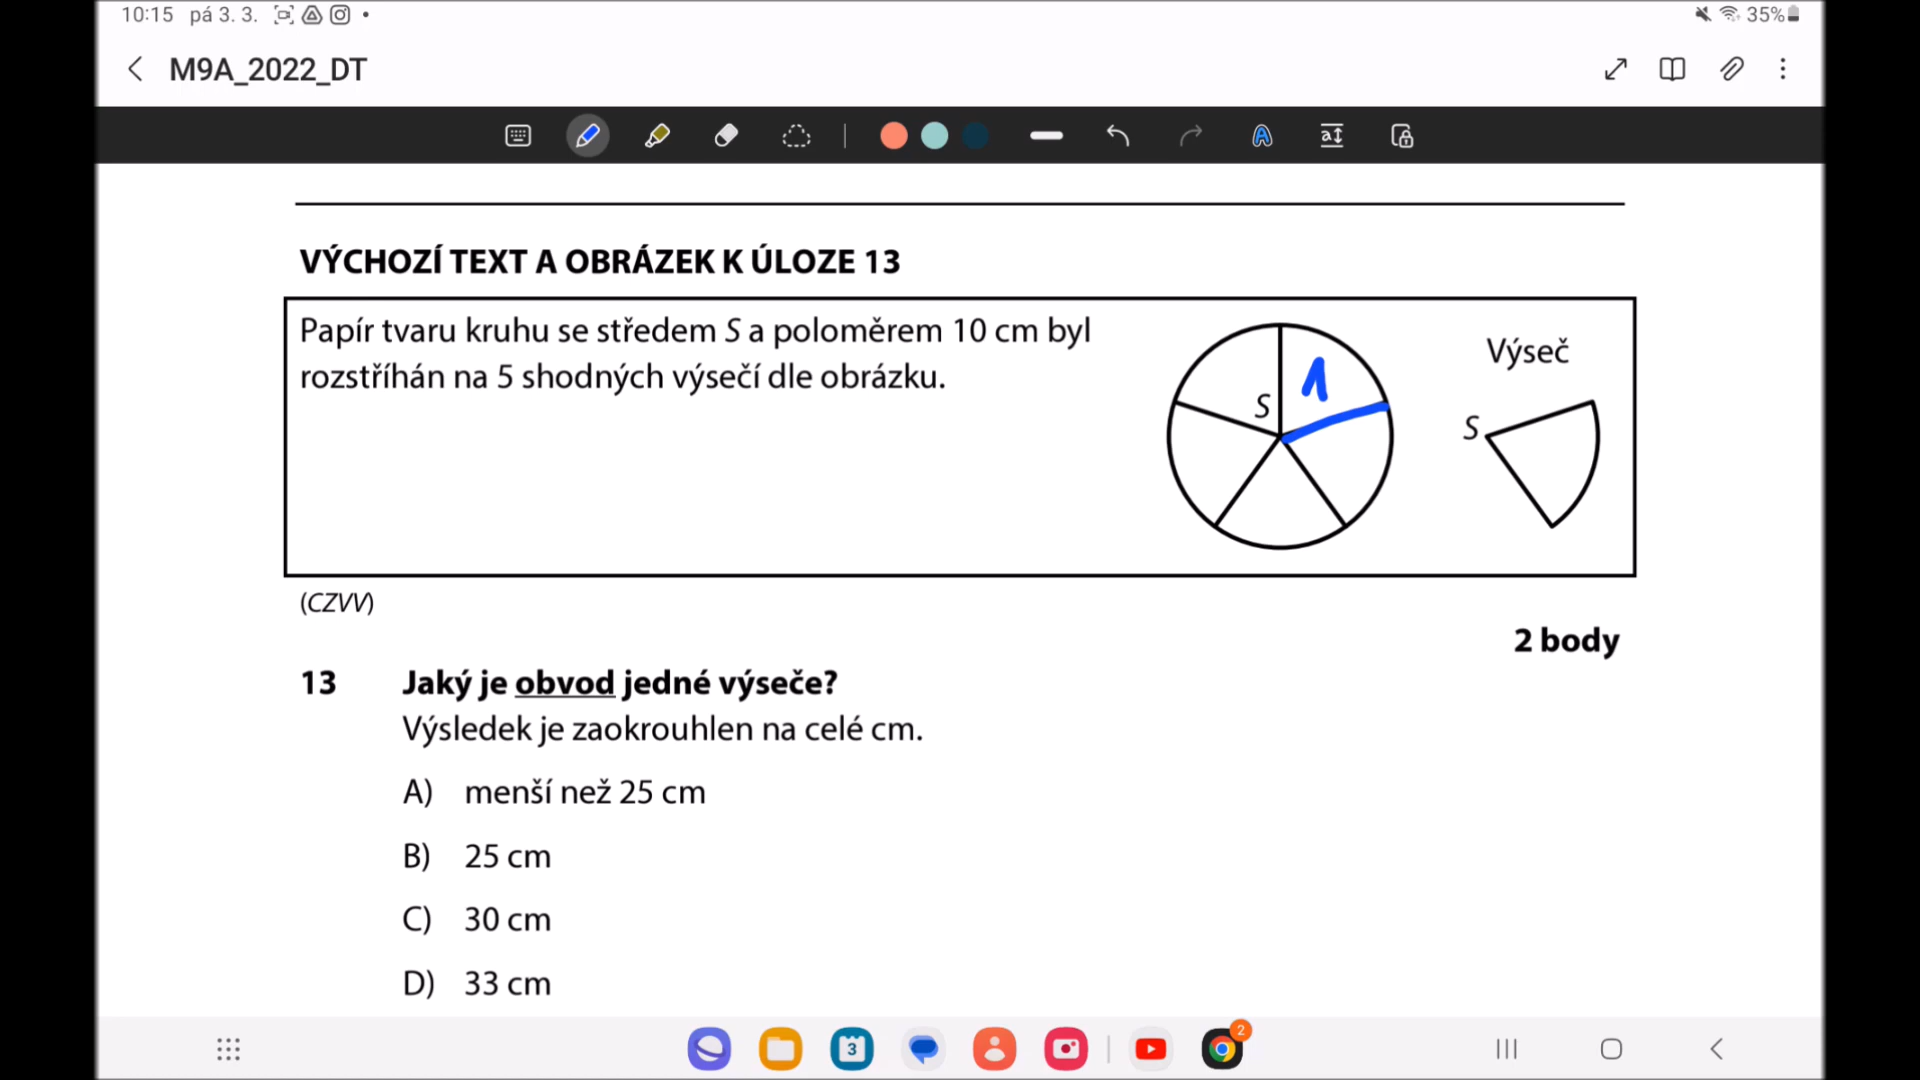 10:15 pá 3. 3.
35%
M9A_2022_DT
VÝCHOZÍ TEXT A OBRÁZEK K ÚLOZE 13
Papír tvaru kruhu se středem S a poloměrem 10 cm byl
rozstříhán na 5 shodných výsečí dle obrázku.
S
1
Výseč
S
(CZVV)
2 body
13 Jaký je obvod jedné výseče?
Výsledek je zaokrouhlen na celé cm.
A) menší než 25 cm
B) 25 cm
C) 30 cm
D) 33 cm
3
2